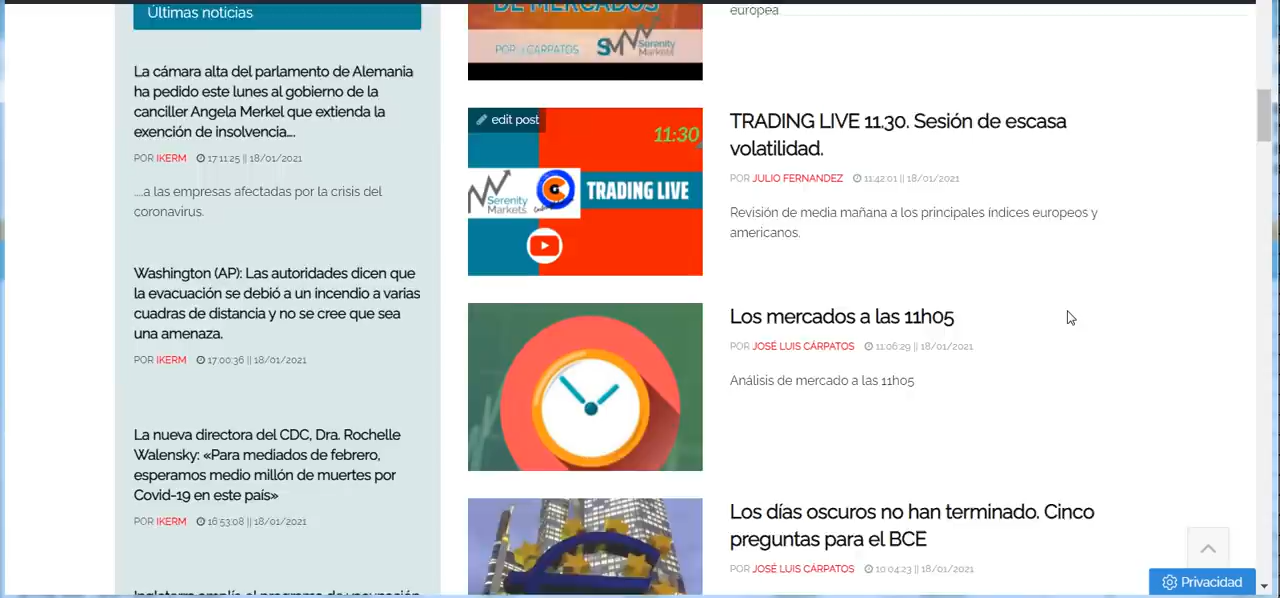 Últimas noticias
La cámara alta del parlamento de Alemania
ha pedido este lunes al gobierno de la
canciller Angela Merkel que extienda la
exención de insolvencia….
POR IKERM 17:11:25 || 18/01/2021
….a las empresas afectadas por la crisis del
coronavirus.
Washington (AP): Las autoridades dicen que
la evacuación se debió a un incendio a varias
cuadras de distancia y no se cree que sea
una amenaza.
POR IKERM 17:00:36 || 18/01/2021
La nueva directora del CDC, Dra. Rochelle
Walensky: «Para mediados de febrero,
esperamos medio millón de muertes por
Covid-19 en este país»
POR IKERM 16:53:08 || 18/01/2021
DE MERCADOS
POR J CARPATOS
SM Serenity
Markets
europea
edit post
11:30
Serenity
Markets
TRADING LIVE
TRADING LIVE 11.30. Sesión de escasa
volatilidad.
POR JULIO FERNANDEZ 11:42:01 || 18/01/2021
Revisión de media mañana a los principales índices europeos y
americanos.
Los mercados a las 11h05
POR JOSÉ LUIS CÁRPATOS 11:06:29 || 18/01/2021
Análisis de mercado a las 11h05
Los días oscuros no han terminado. Cinco
preguntas para el BCE
POR JOSÉ LUIS CÁRPATOS 10:04:23 || 18/01/2021
Privacidad